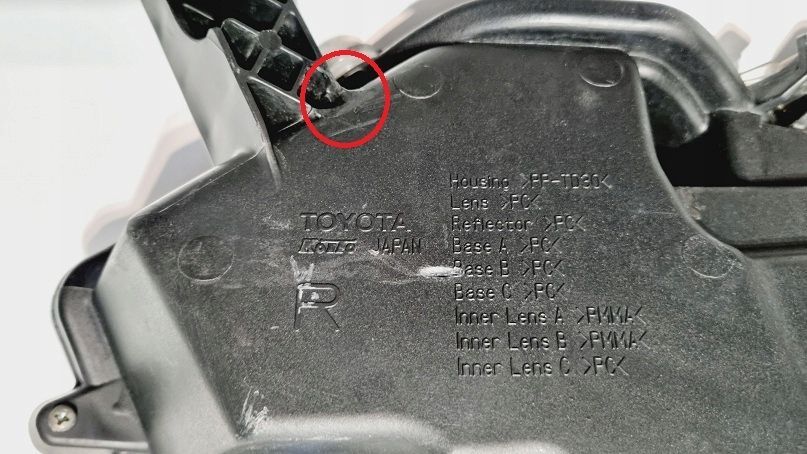 TOYOTA
KOITO JAPAN
R
Housing >PP-TD30<
Lens >PC<
Reflector >PC<
Base A >PC<
Base B >PC<
Base C >PC<
Inner Lens A >PMMA<
Inner Lens B >PMMA<
Inner Lens C >PC<